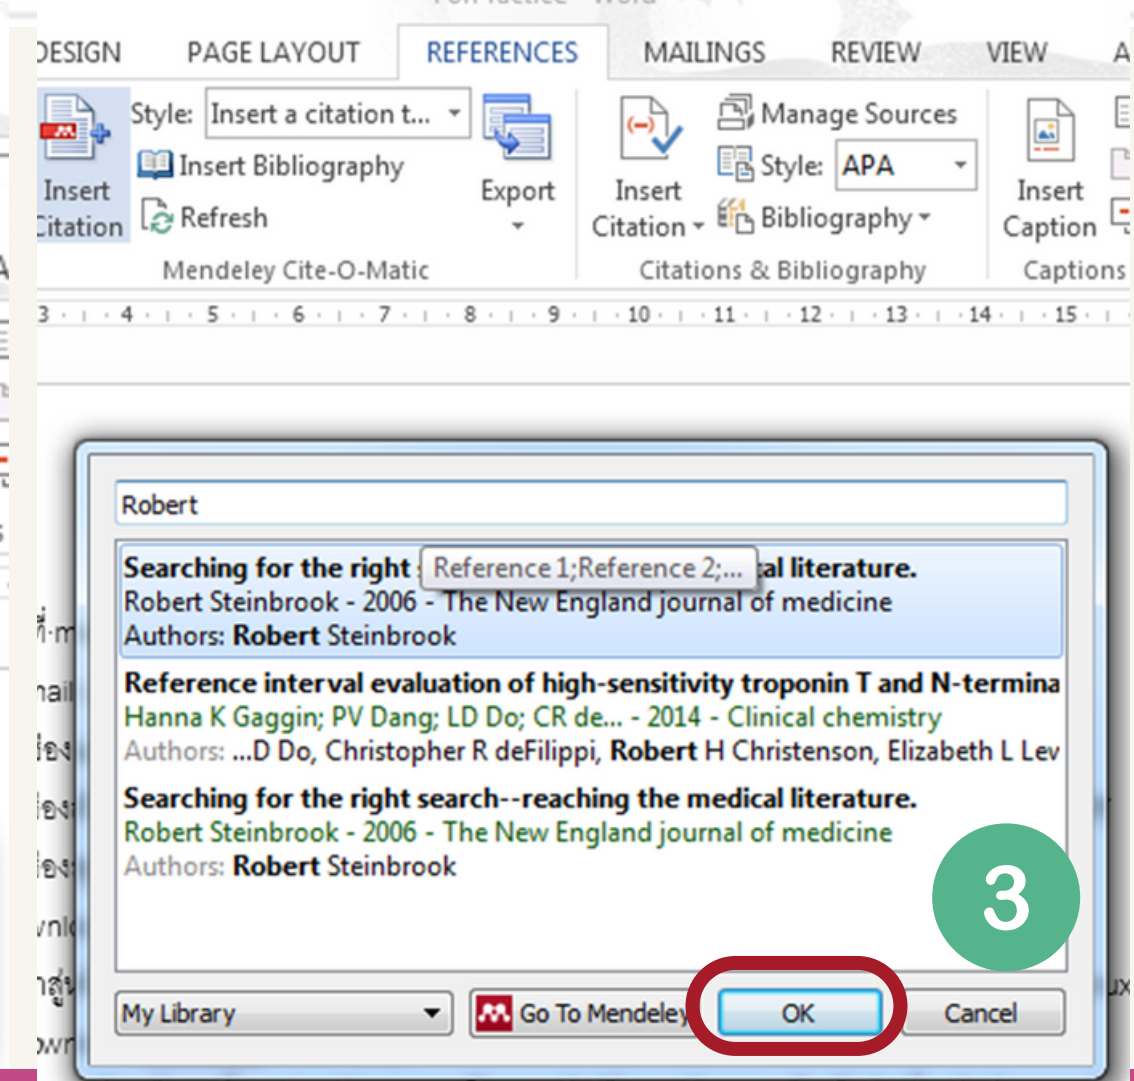 Word
DESIGN PAGE LAYOUT REFERENCES MAILINGS REVIEW VIEW A
Style: Insert a citation t...
Insert Bibliography
Refresh
Insert
Citation
Export
Mendeley Cite-O-Matic
Insert
Citation
Manage Sources
Style: APA
Bibliography
Citations & Bibliography
Insert
Caption
Captions
3 4 5 6 7 8 9 10 11 12 13 14 15
Robert
Searching for the right
Reference 1;Reference 2;...
al literature.
Robert Steinbrook - 2006 - The New England journal of medicine
Authors: Robert Steinbrook
Reference interval evaluation of high-sensitivity troponin T and N-termina
Hanna K Gaggin; PV Dang; LD Do; CR de... - 2014 - Clinical chemistry
Authors: ...D Do, Christopher R deFilippi, Robert H Christenson, Elizabeth L Lev
Searching for the right search--reaching the medical literature.
Robert Steinbrook - 2006 - The New England journal of medicine
Authors: Robert Steinbrook
3
My Library Go To Mendeley OK Cancel